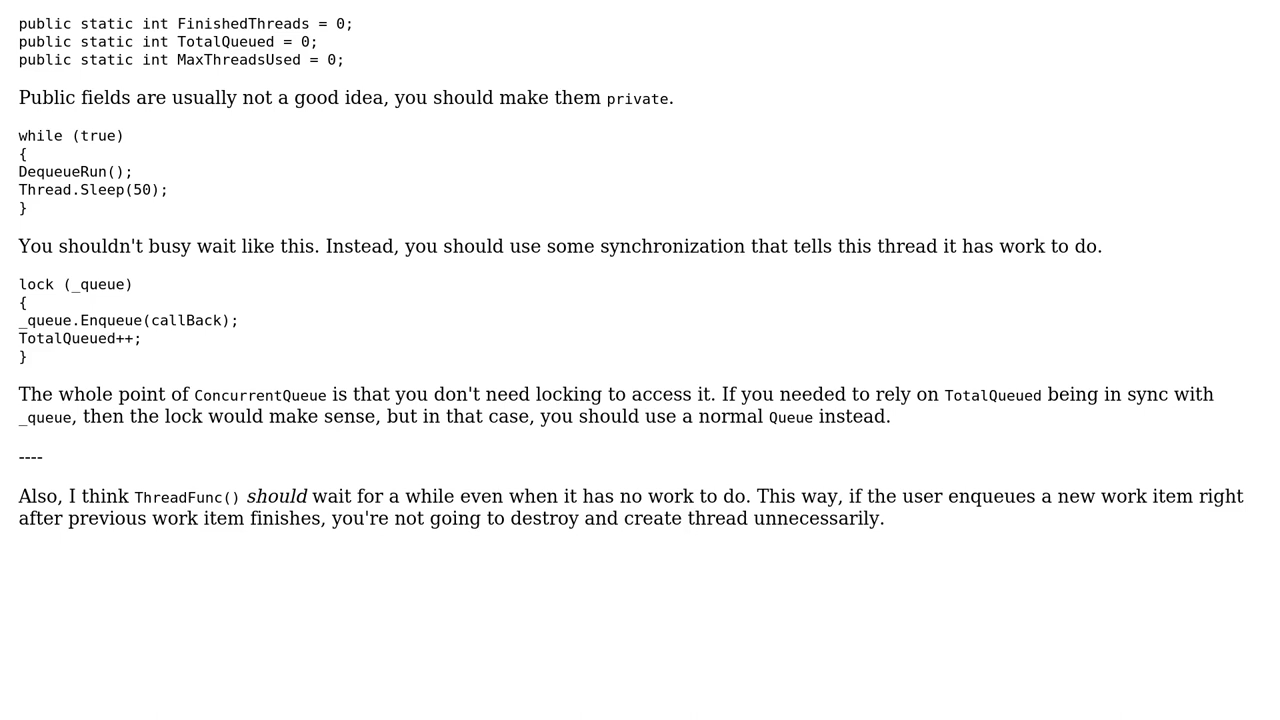 public static int FinishedThreads = 0;
public static int TotalQueued = 0;
public static int MaxThreadsUsed = 0;
Public fields are usually not a good idea, you should make them private.
while (true)
{
DequeueRun();
Thread.Sleep(50);
}
You shouldn't busy wait like this. Instead, you should use some synchronization that tells this thread it has work to do.
lock (_queue)
{
_queue.Enqueue(callBack);
TotalQueued++;
}
The whole point of ConcurrentQueue is that you don't need locking to access it. If you needed to rely on TotalQueued being in sync with
_queue, then the lock would make sense, but in that case, you should use a normal Queue instead.
----
Also, I think ThreadFunc() should wait for a while even when it has no work to do. This way, if the user enqueues a new work item right
after previous work item finishes, you're not going to destroy and create thread unnecessarily.